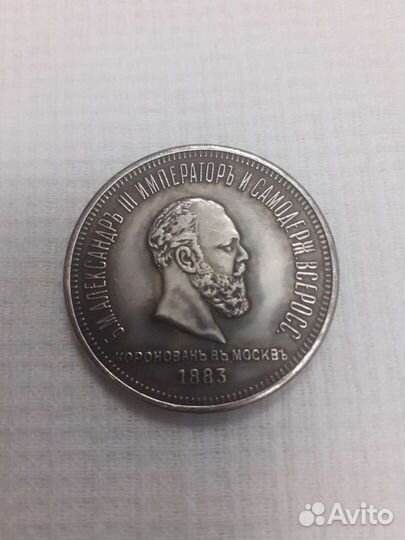 Б.М. АЛЕКСАНДРЪ III ИМПЕРАТОРЪ И САМОДЕРЖ. ВСЕРОСС.
КОРОНОВАНЪ ВЪ МОСКВѢ
1883
Avito